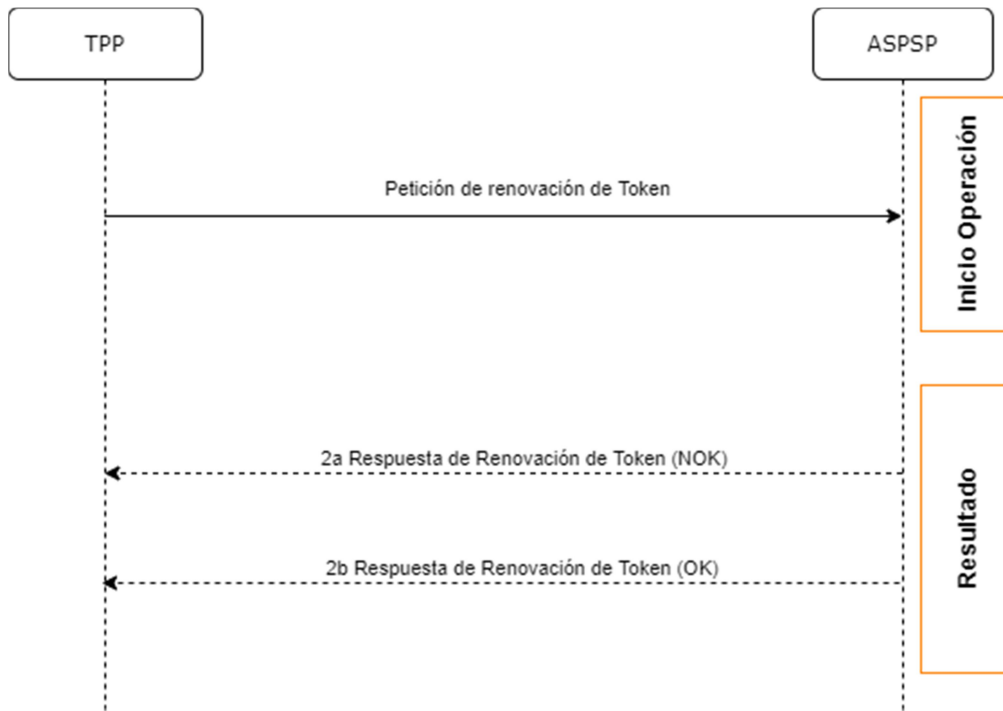 TPP
ASPSP
Inicio Operación
Petición de renovación de Token
2a Respuesta de Renovación de Token (NOK)
2b Respuesta de Renovación de Token (OK)
Resultado